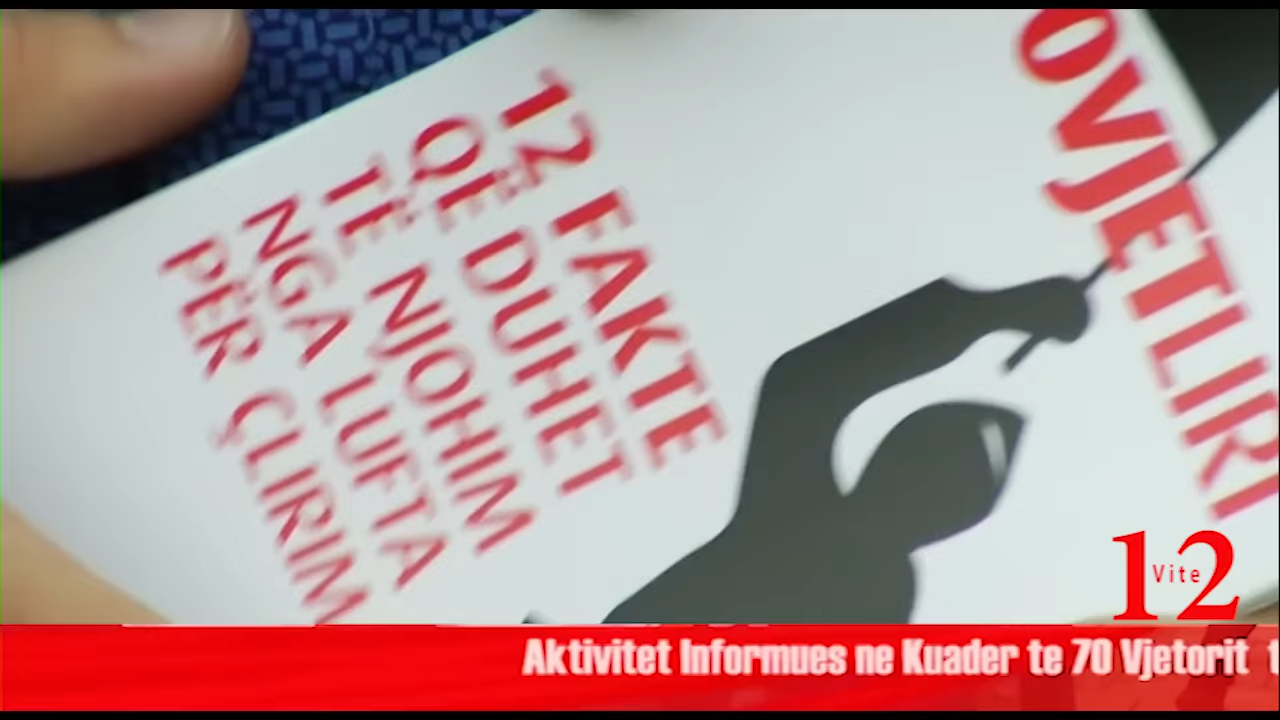 12 FAKTE
QË DUHET
TË NJOHIM
NGA LUFTA
PËR ÇLIRIM
OVJETLIRI
12
Vite
Aktivitet Informues ne Kuader te 70 Vjetorit